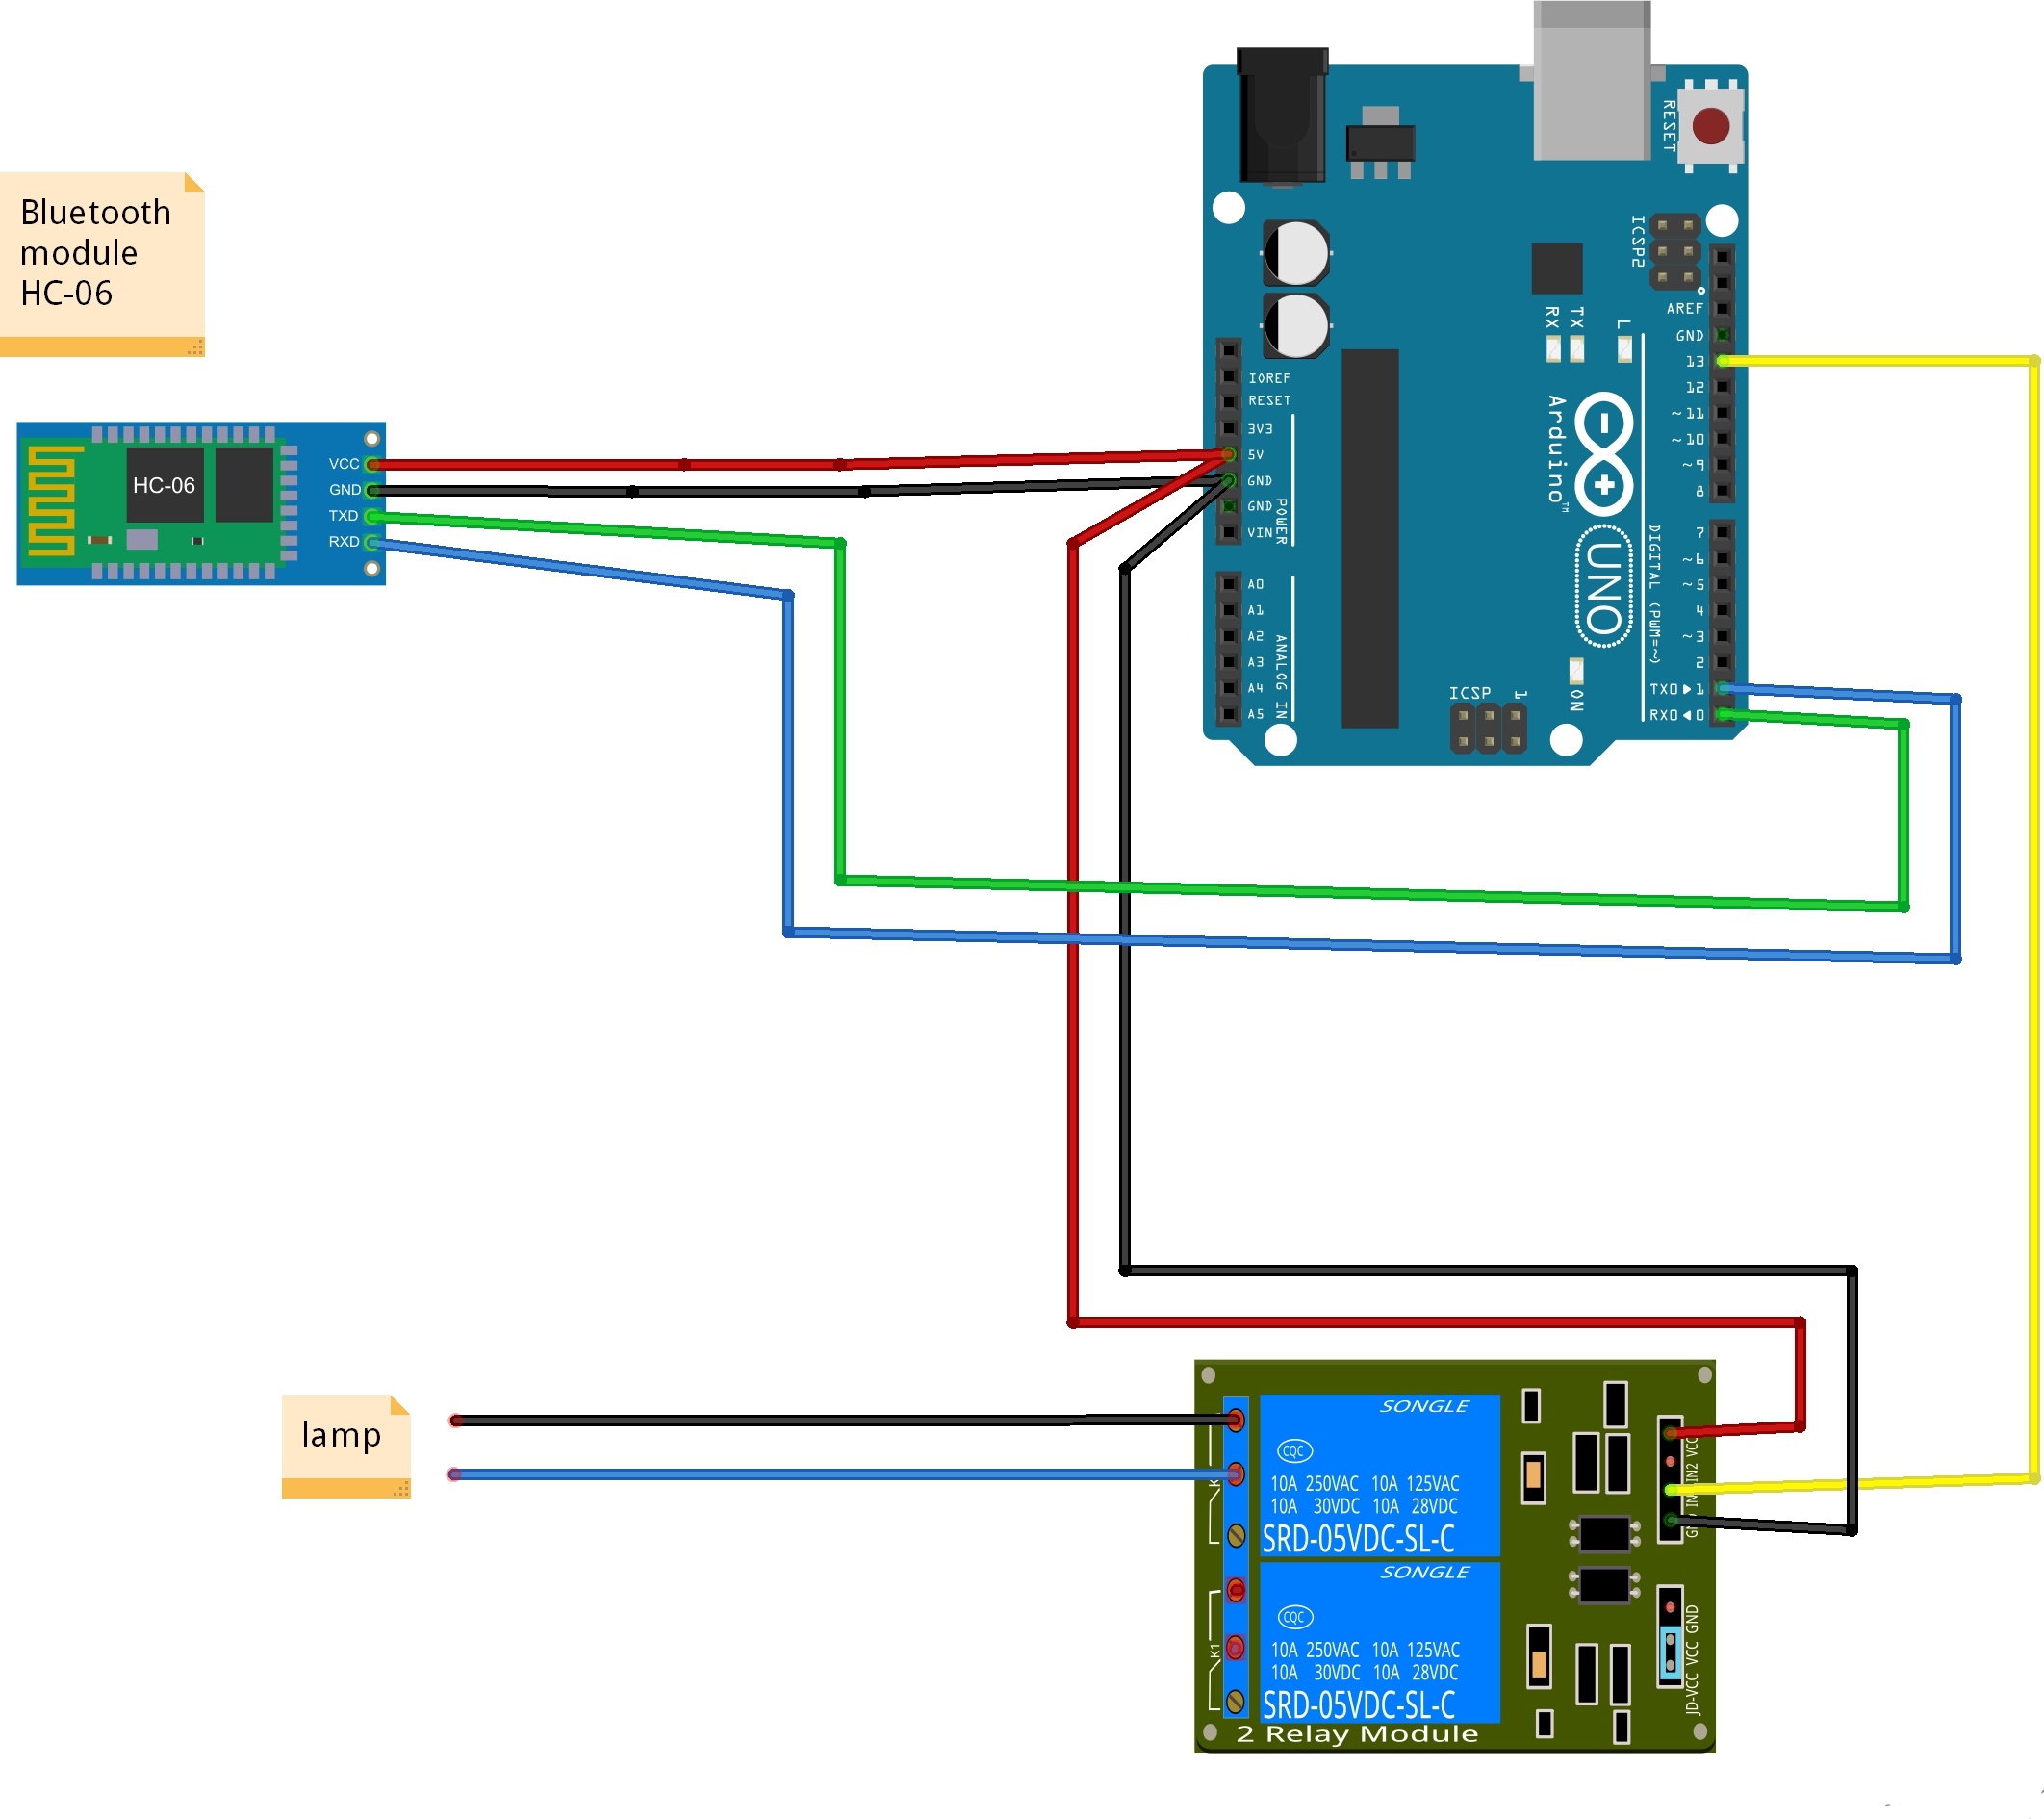 Bluetooth
module
HC-06
HC-06
VCC
GND
TXD
RXD
RESET
ICSP2
AREF
GND
13
12
~11
~10
~9
8
7
~6
~5
4
~3
2
TX0▶1
RX0◀0
RX
TX
L
IOREF
RESET
3V3
5V
GND
GND
VIN
POWER
A0
A1
A2
A3
A4
A5
ANALOG IN
Arduino™
UNO
DIGITAL (PWM=~)
ICSP
1
ON
lamp
SONGLE
CQC
10A 250VAC 10A 125VAC
10A 30VDC 10A 28VDC
SRD-05VDC-SL-C
SONGLE
CQC
10A 250VAC 10A 125VAC
10A 30VDC 10A 28VDC
SRD-05VDC-SL-C
K1
IN2 VCC
JD-VCC VCC GND
2 Relay Module